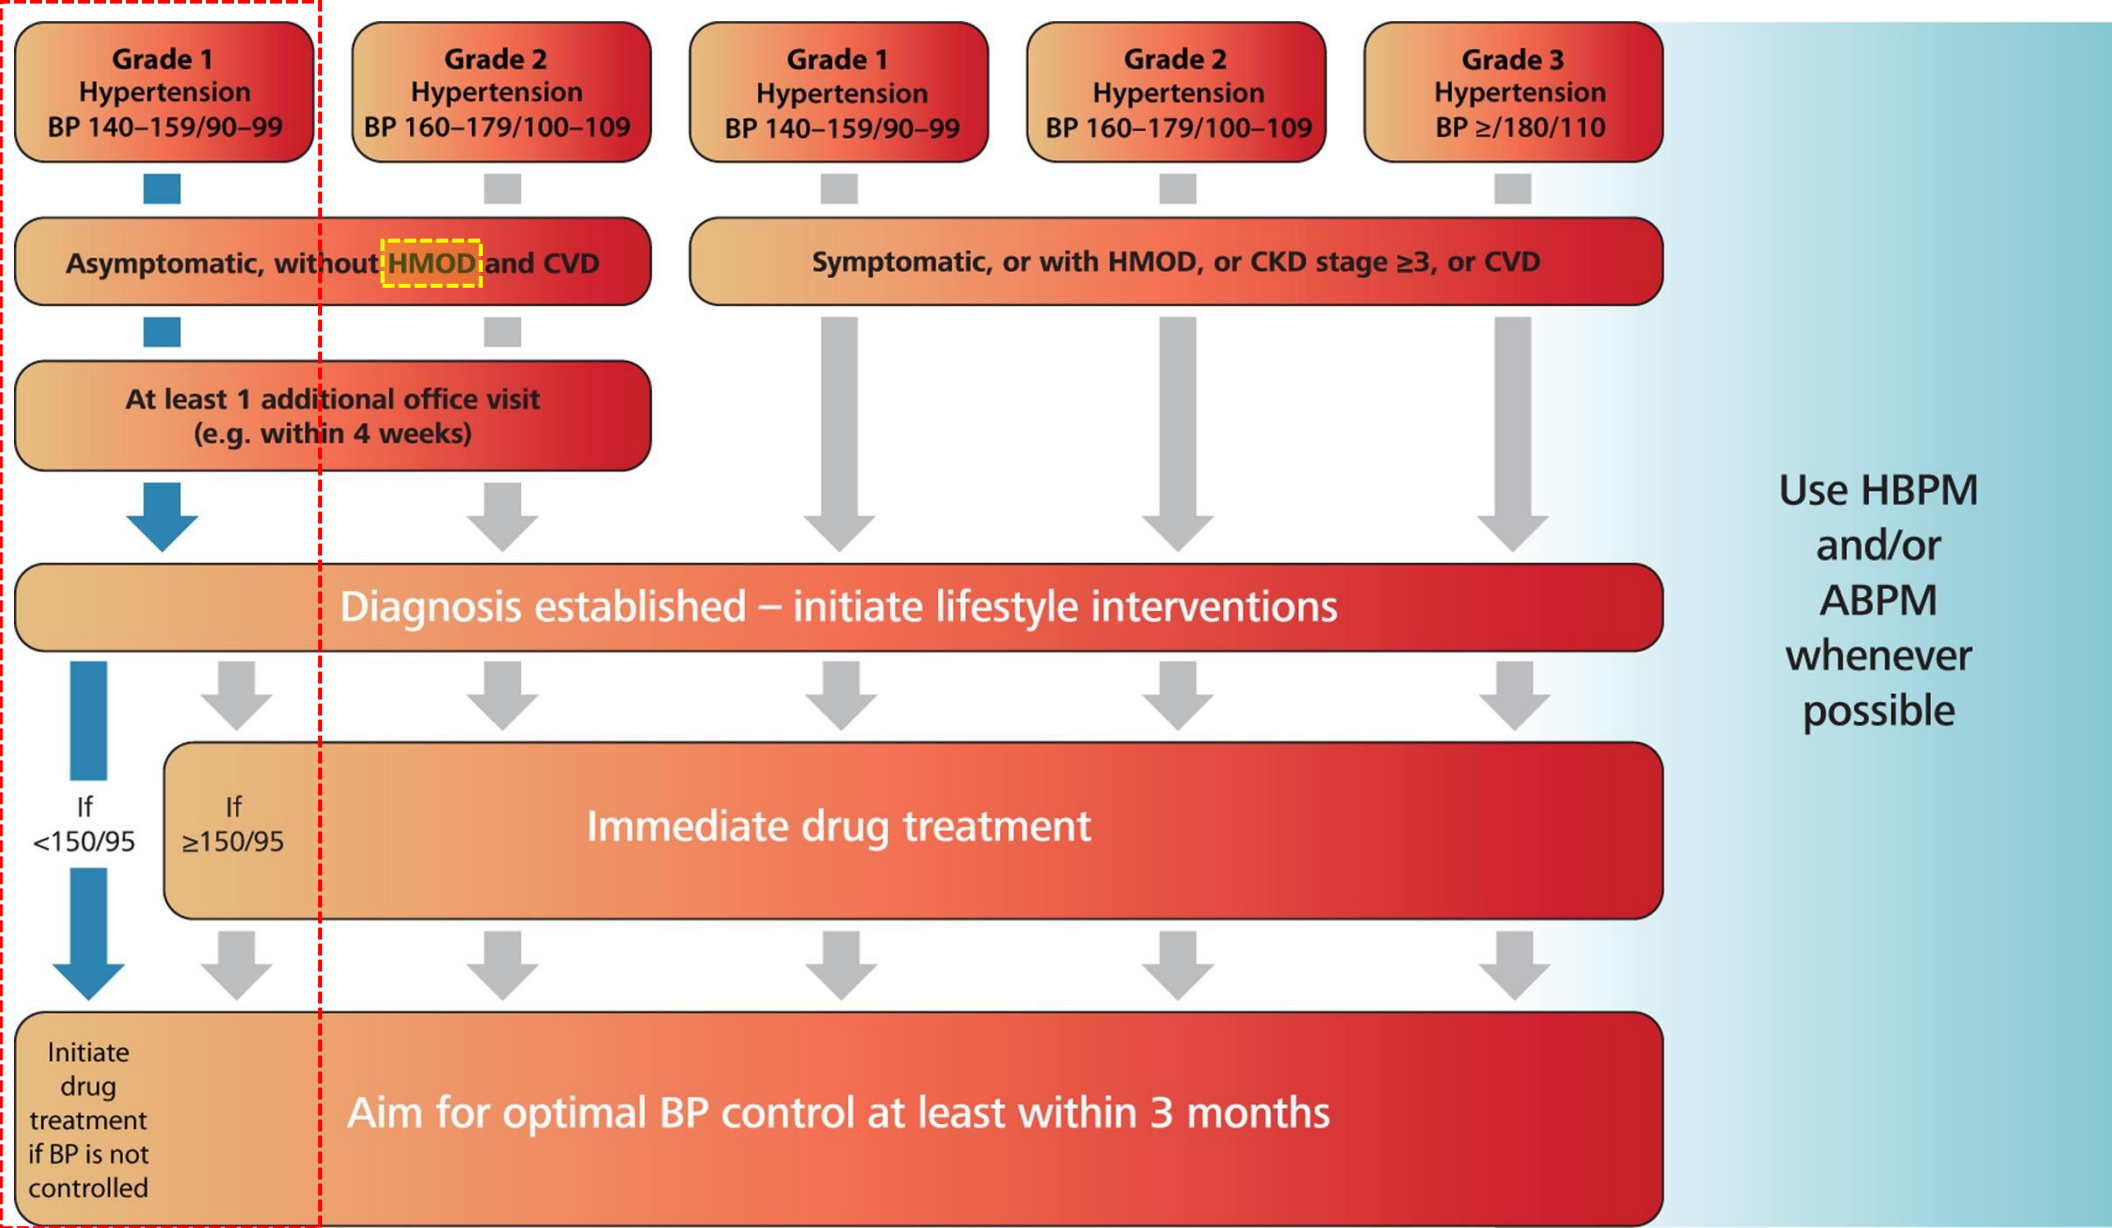 Grade 1
Hypertension
BP 140–159/90–99
Grade 2
Hypertension
BP 160–179/100–109
Grade 1
Hypertension
BP 140–159/90–99
Grade 2
Hypertension
BP 160–179/100–109
Grade 3
Hypertension
BP ≥/180/110
Asymptomatic, without HMOD and CVD
Symptomatic, or with HMOD, or CKD stage ≥3, or CVD
At least 1 additional office visit
(e.g. within 4 weeks)
Use HBPM
and/or
ABPM
whenever
possible
Diagnosis established – initiate lifestyle interventions
If
<150/95
If
≥150/95
Immediate drug treatment
Initiate
drug
treatment
if BP is not
controlled
Aim for optimal BP control at least within 3 months